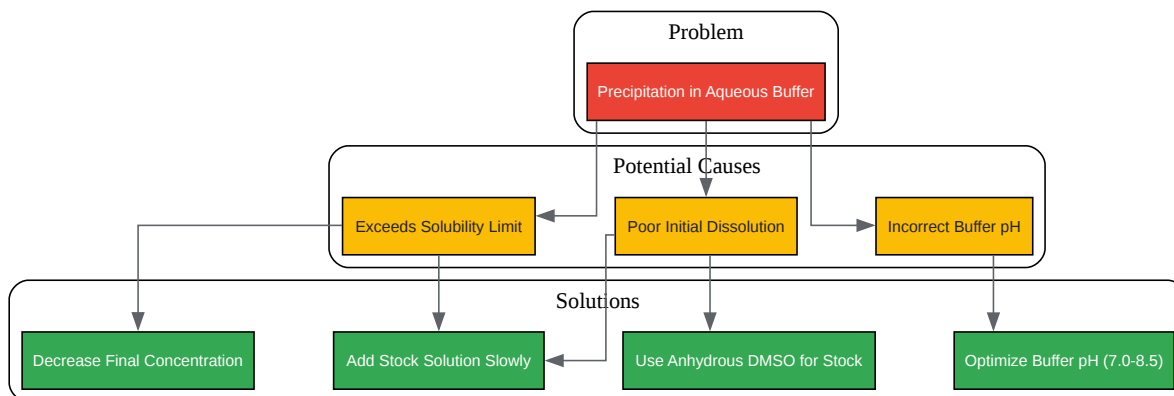 Problem
Precipitation in Aqueous Buffer
Potential Causes
Exceeds Solubility Limit
Poor Initial Dissolution
Incorrect Buffer pH
Solutions
Decrease Final Concentration
Add Stock Solution Slowly
Use Anhydrous DMSO for Stock
Optimize Buffer pH (7.0-8.5)